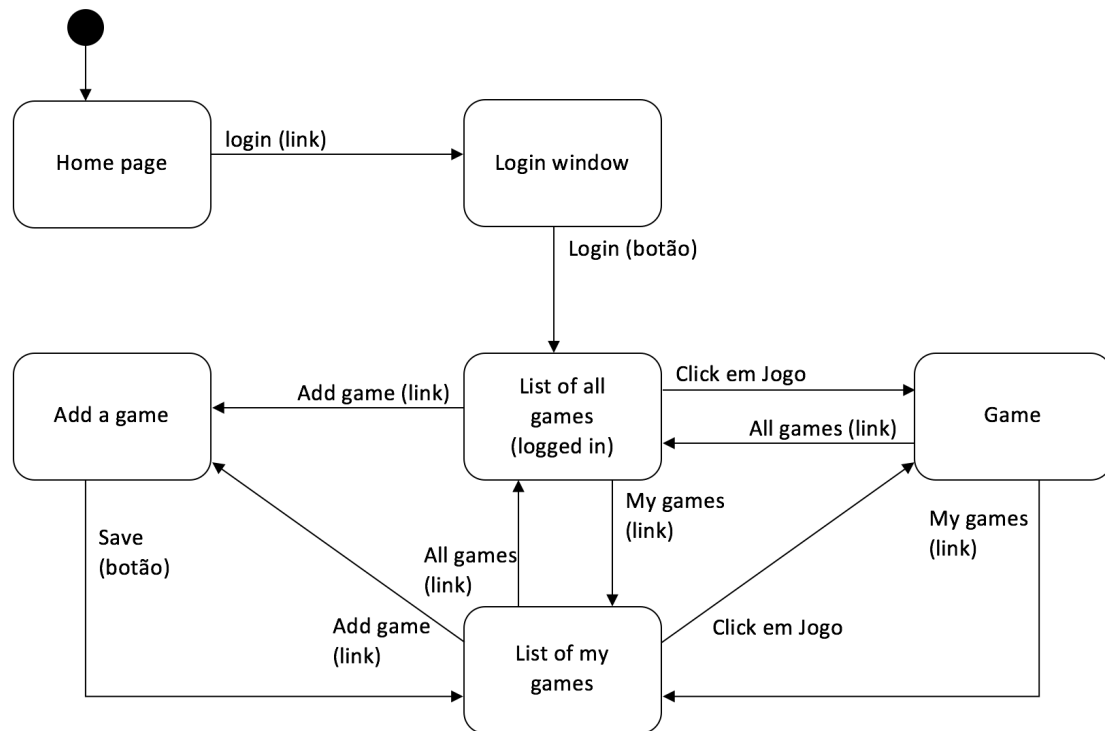 login (link)
Home page
Login window
Login (botão)
List of all
games
(logged in)
Click em Jogo
Add game (link)
Add a game
Game
All games (link)
My games
(link)
My games
(link)
Save
(botão)
All games
(link)
Add game
(link)
Click em Jogo
List of my
games